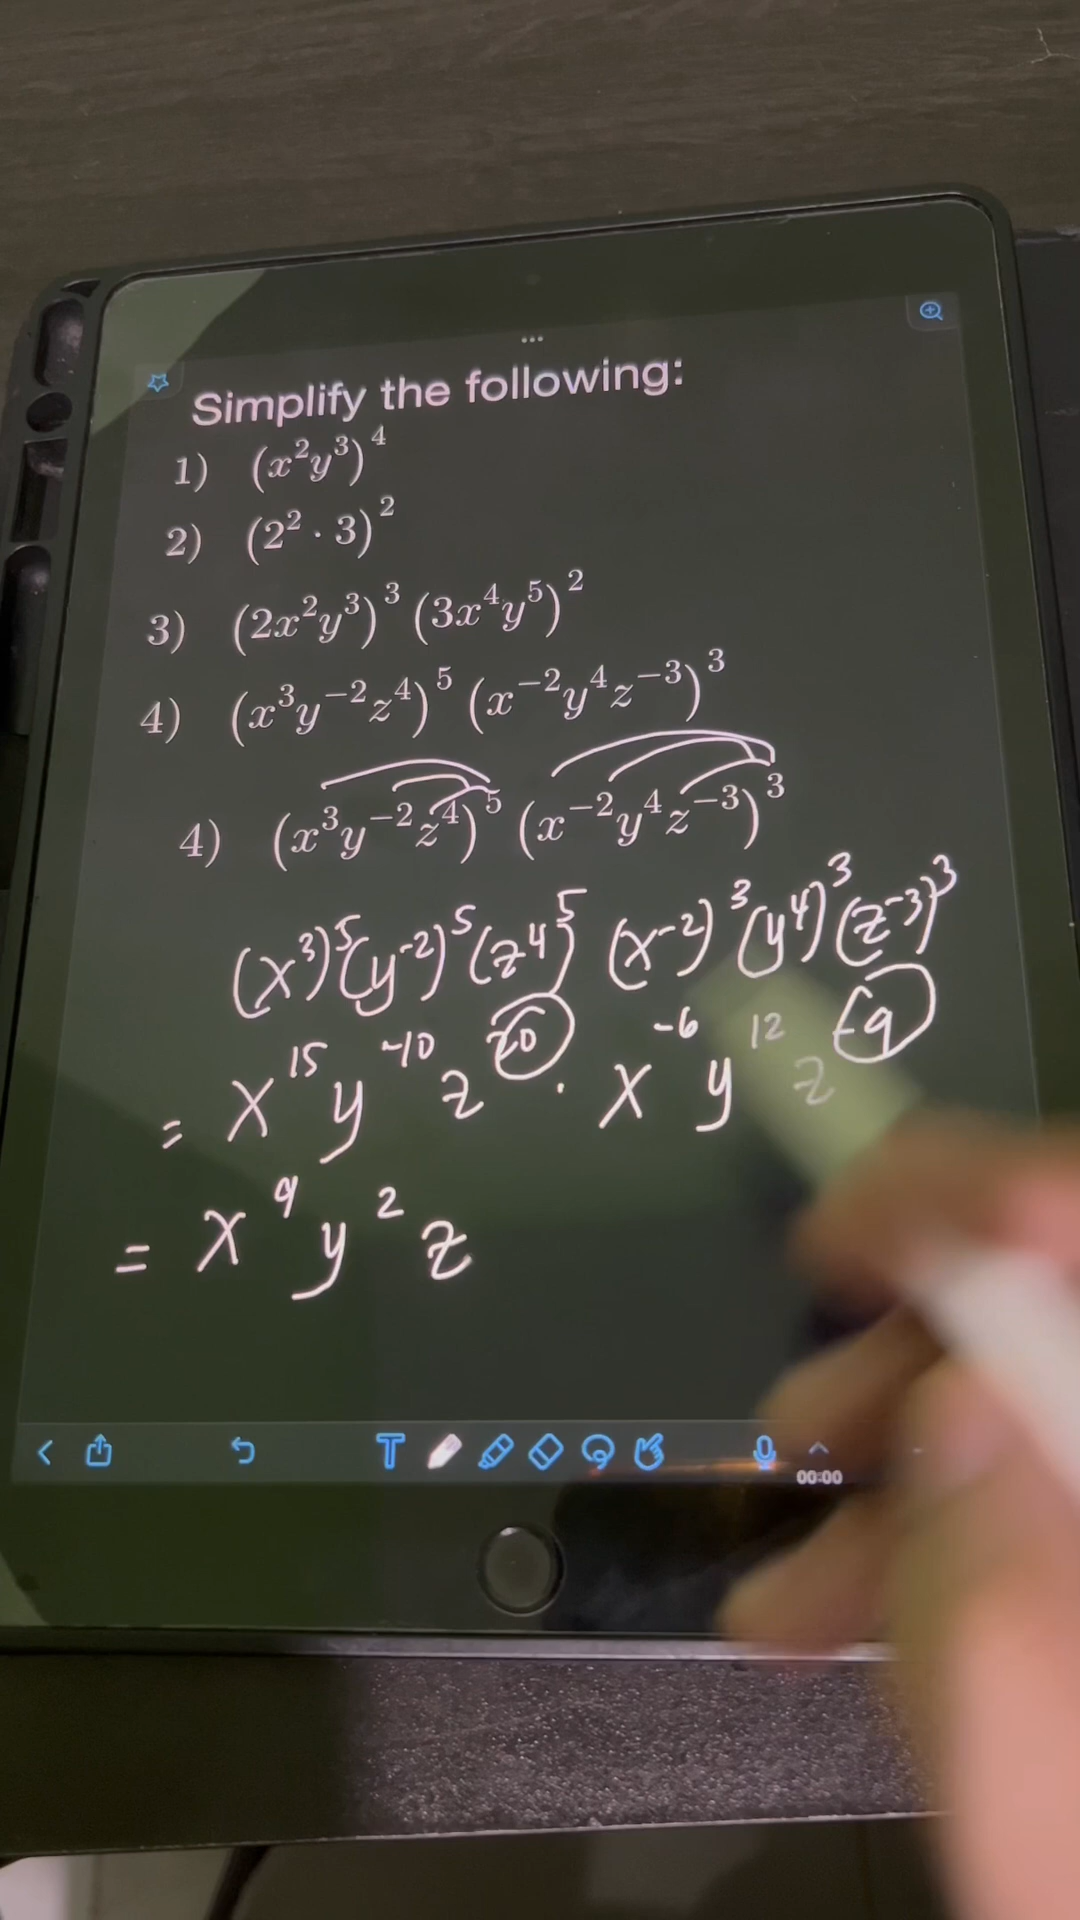 Simplify the following:
1) (x²y³)⁴
2) (2² · 3)²
3) (2x²y³)³ (3x⁴y⁵)²
4) (x³y⁻²z⁴)⁵ (x⁻²y⁴z⁻³)³
4) (x³y⁻²z⁴)⁵ (x⁻²y⁴z⁻³)³
(x³)⁵(y⁻²)⁵(z⁴)⁵ (x⁻²)³(y⁴)³(z⁻³)³
= x¹⁵y⁻¹⁰z²⁰ · x⁻⁶y¹²z⁻⁹
= x⁹y²z
T
00:00